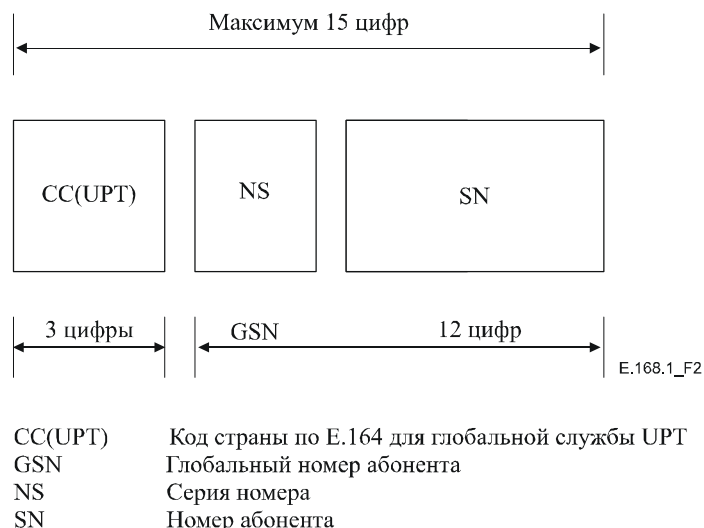 Максимум 15 цифр
CC(UPT)
NS
SN
3 цифры
GSN
12 цифр
E.168.1_F2
CC(UPT) Код страны по E.164 для глобальной службы UPT
GSN Глобальный номер абонента
NS Серия номера
SN Номер абонента